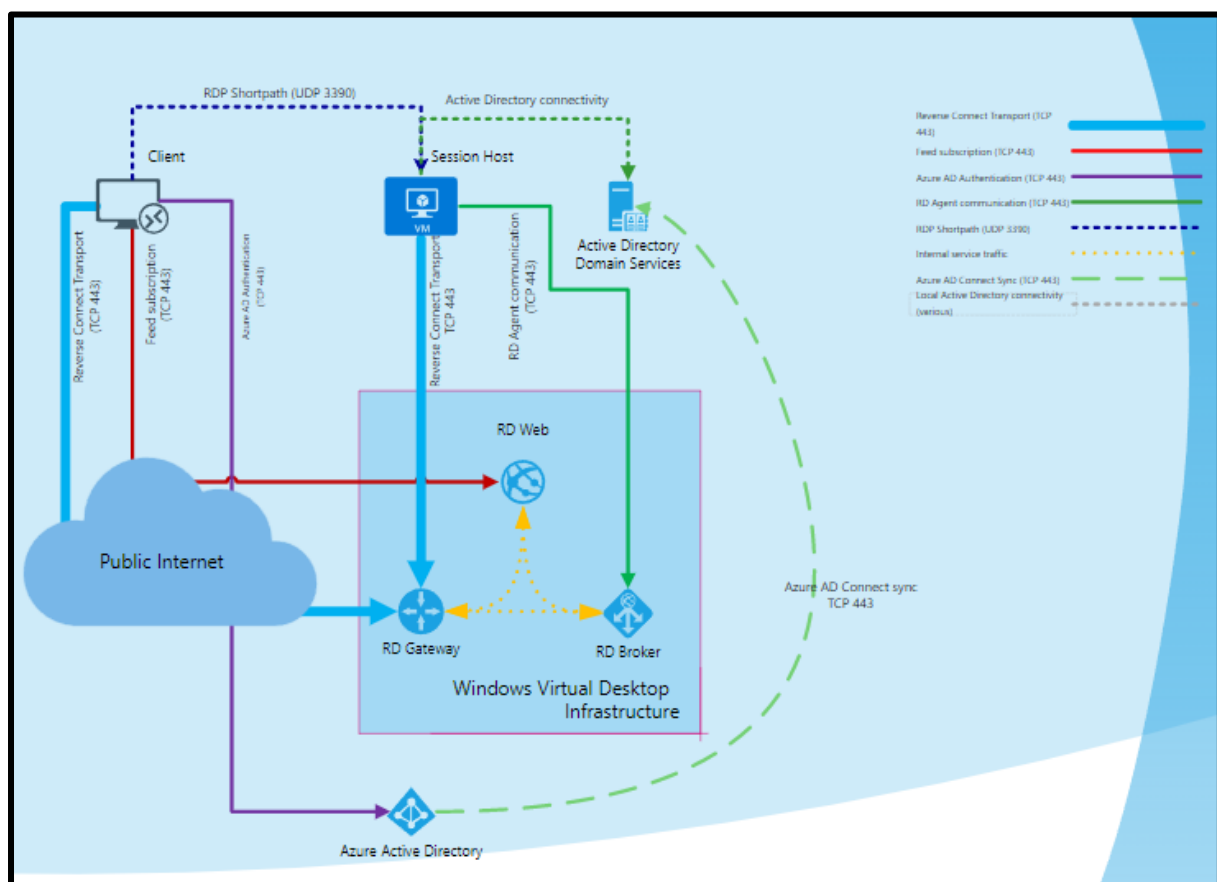 RDP Shortpath (UDP 3390)
Active Directory connectivity
Client
Session Host
VM
Active Directory
Domain Services
Reverse Connect Transport
(TCP 443)
Feed subscription
(TCP 443)
Azure AD Authentication
(TCP 443)
Reverse Connect Transport
TCP 443
RD Agent communication
(TCP 443)
Reverse Connect Transport (TCP
443)
Feed subscription (TCP 443)
Azure AD Authentication (TCP 443)
RD Agent communication (TCP 443)
RDP Shortpath (UDP 3390)
Internal service traffic
Azure AD Connect Sync (TCP 443)
Local Active Directory connectivity
(verious)
RD Web
Public Internet
RD Gateway
RD Broker
Windows Virtual Desktop
Infrastructure
Azure AD Connect sync
TCP 443
Azure Active Directory